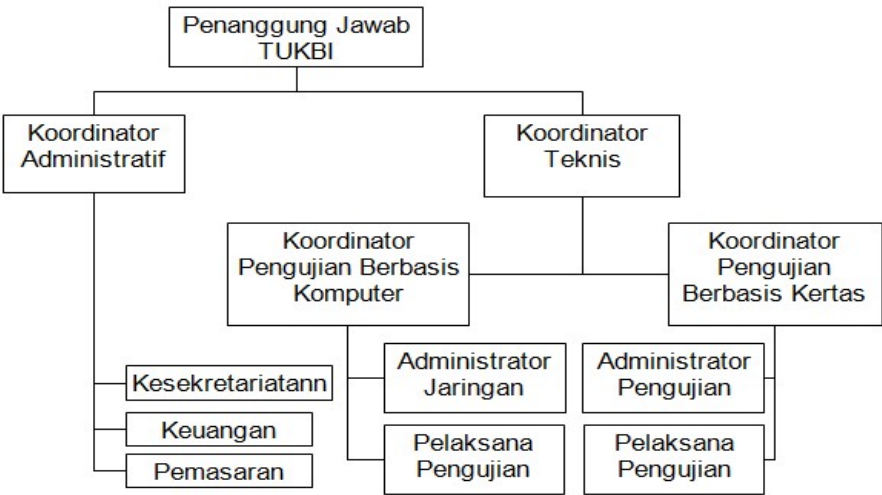 Penanggung Jawab
TUKBI
Koordinator
Administratif
Koordinator
Teknis
Koordinator
Pengujian Berbasis
Komputer
Koordinator
Pengujian
Berbasis Kertas
Kesekretariatann
Keuangan
Pemasaran
Administrator
Jaringan
Pelaksana
Pengujian
Administrator
Pengujian
Pelaksana
Pengujian